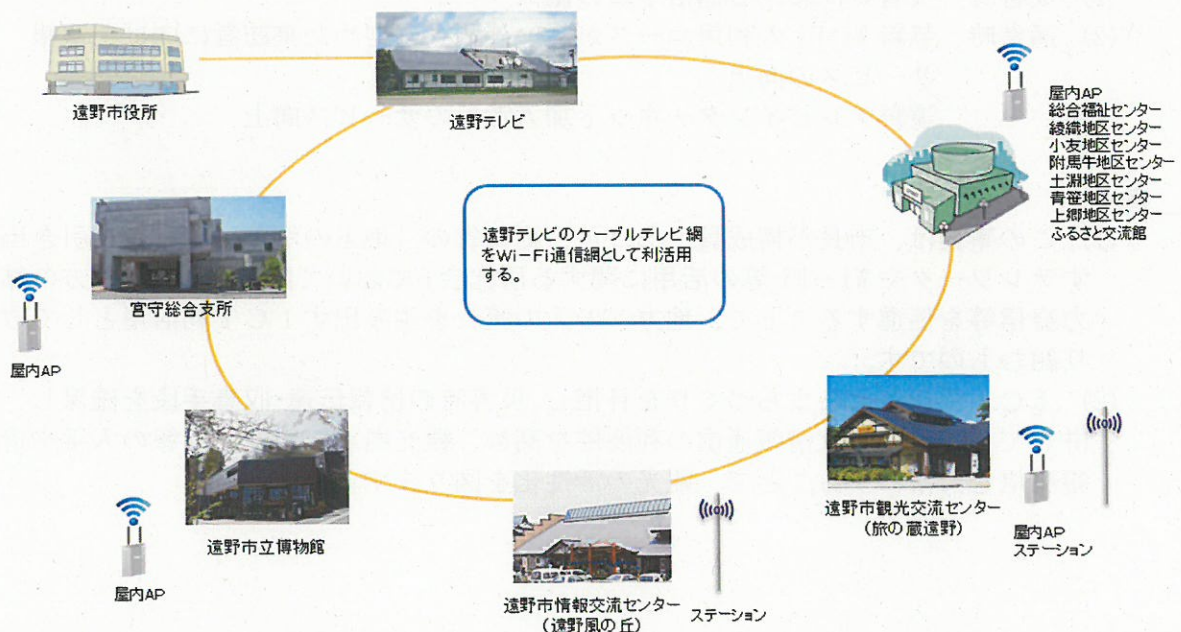 遠野市役所
遠野テレビ
屋内AP
総合福祉センター
綾織地区センター
小友地区センター
附馬牛地区センター
土淵地区センター
青笹地区センター
上郷地区センター
ふるさと交流館
遠野テレビのケーブルテレビ網
をWi-Fi通信網として利活用
する。
宮守総合支所
屋内AP
遠野市観光交流センター
(旅の蔵遠野)
屋内AP
ステーション
遠野市立博物館
屋内AP
遠野市情報交流センター
(遠野風の丘)
ステーション